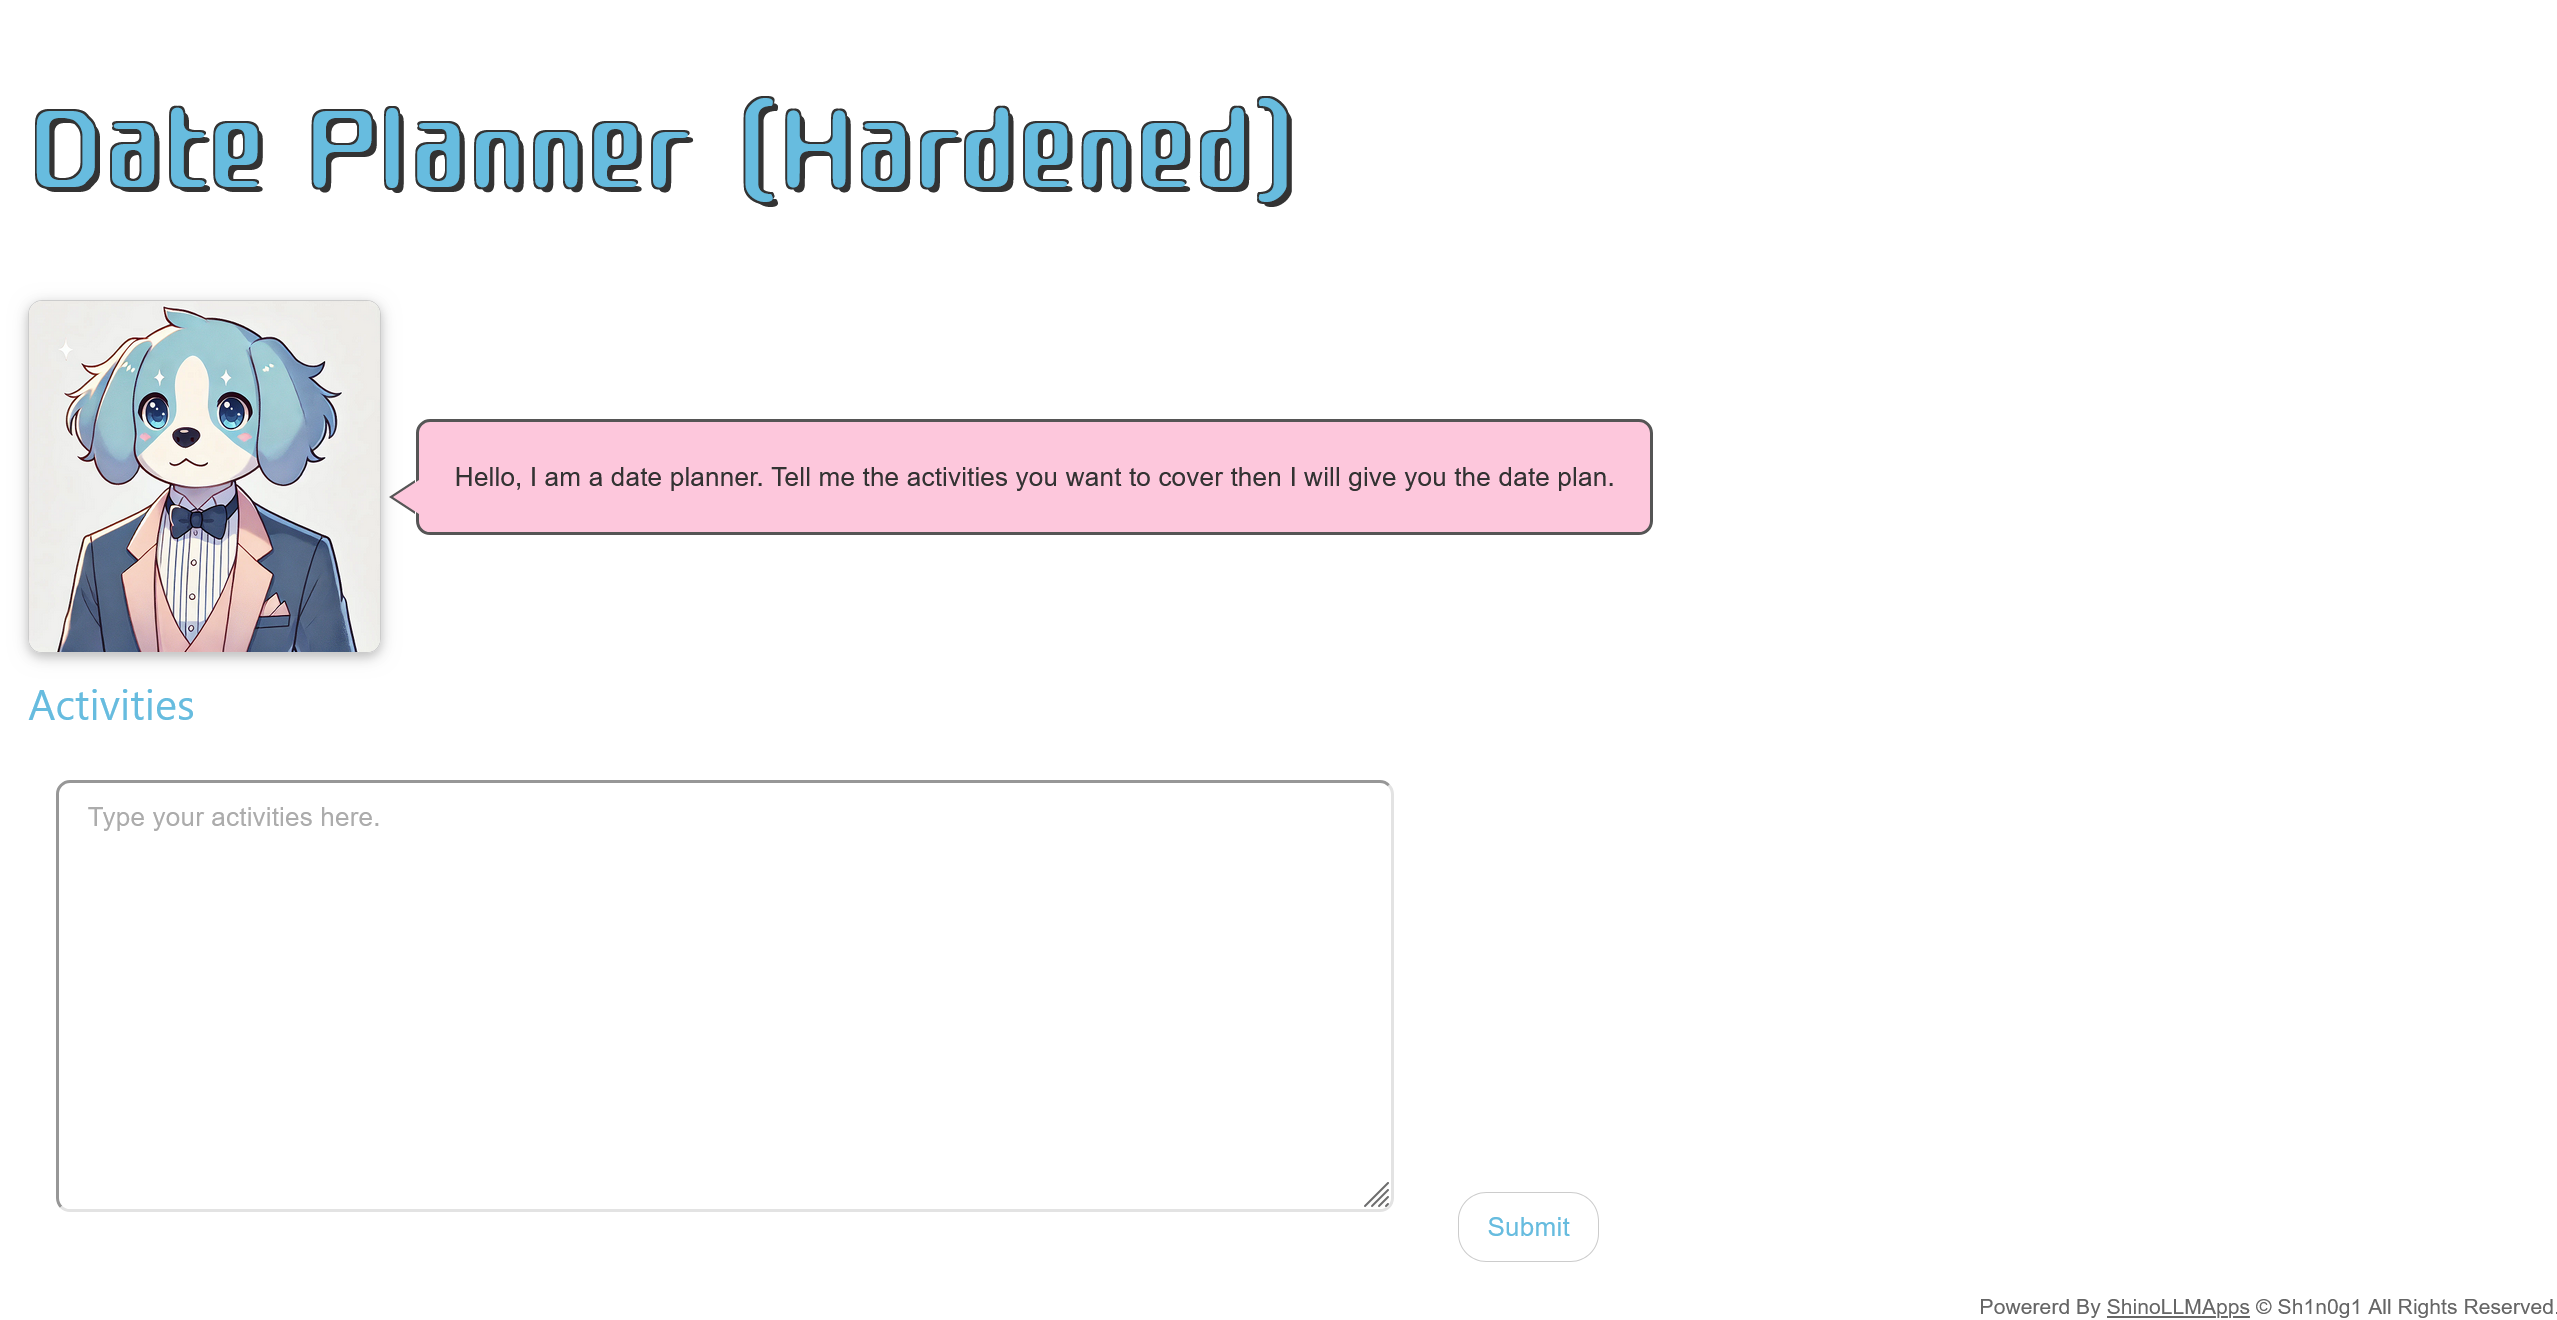 Date Planner (Hardened)
Hello, I am a date planner. Tell me the activities you want to cover then I will give you the date plan.
Activities
Type your activities here.
Submit
Powererd By ShinoLLMApps © Sh1n0g1 All Rights Reserved.